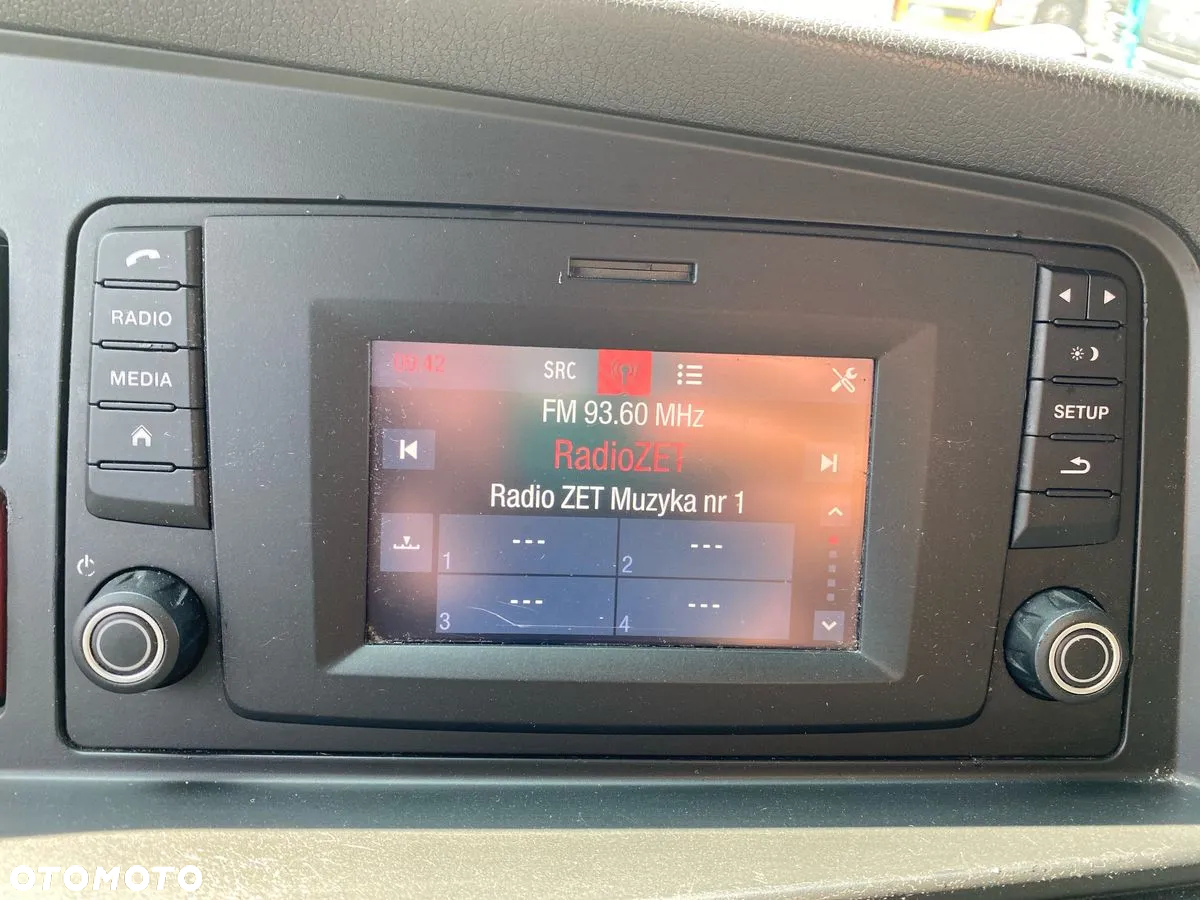 RADIO
MEDIA
SETUP
09:42
SRC
FM 93.60 MHz
RadioZET
Radio ZET Muzyka nr 1
1 ---
2 ---
3 ---
4 ---
OTOMOTO